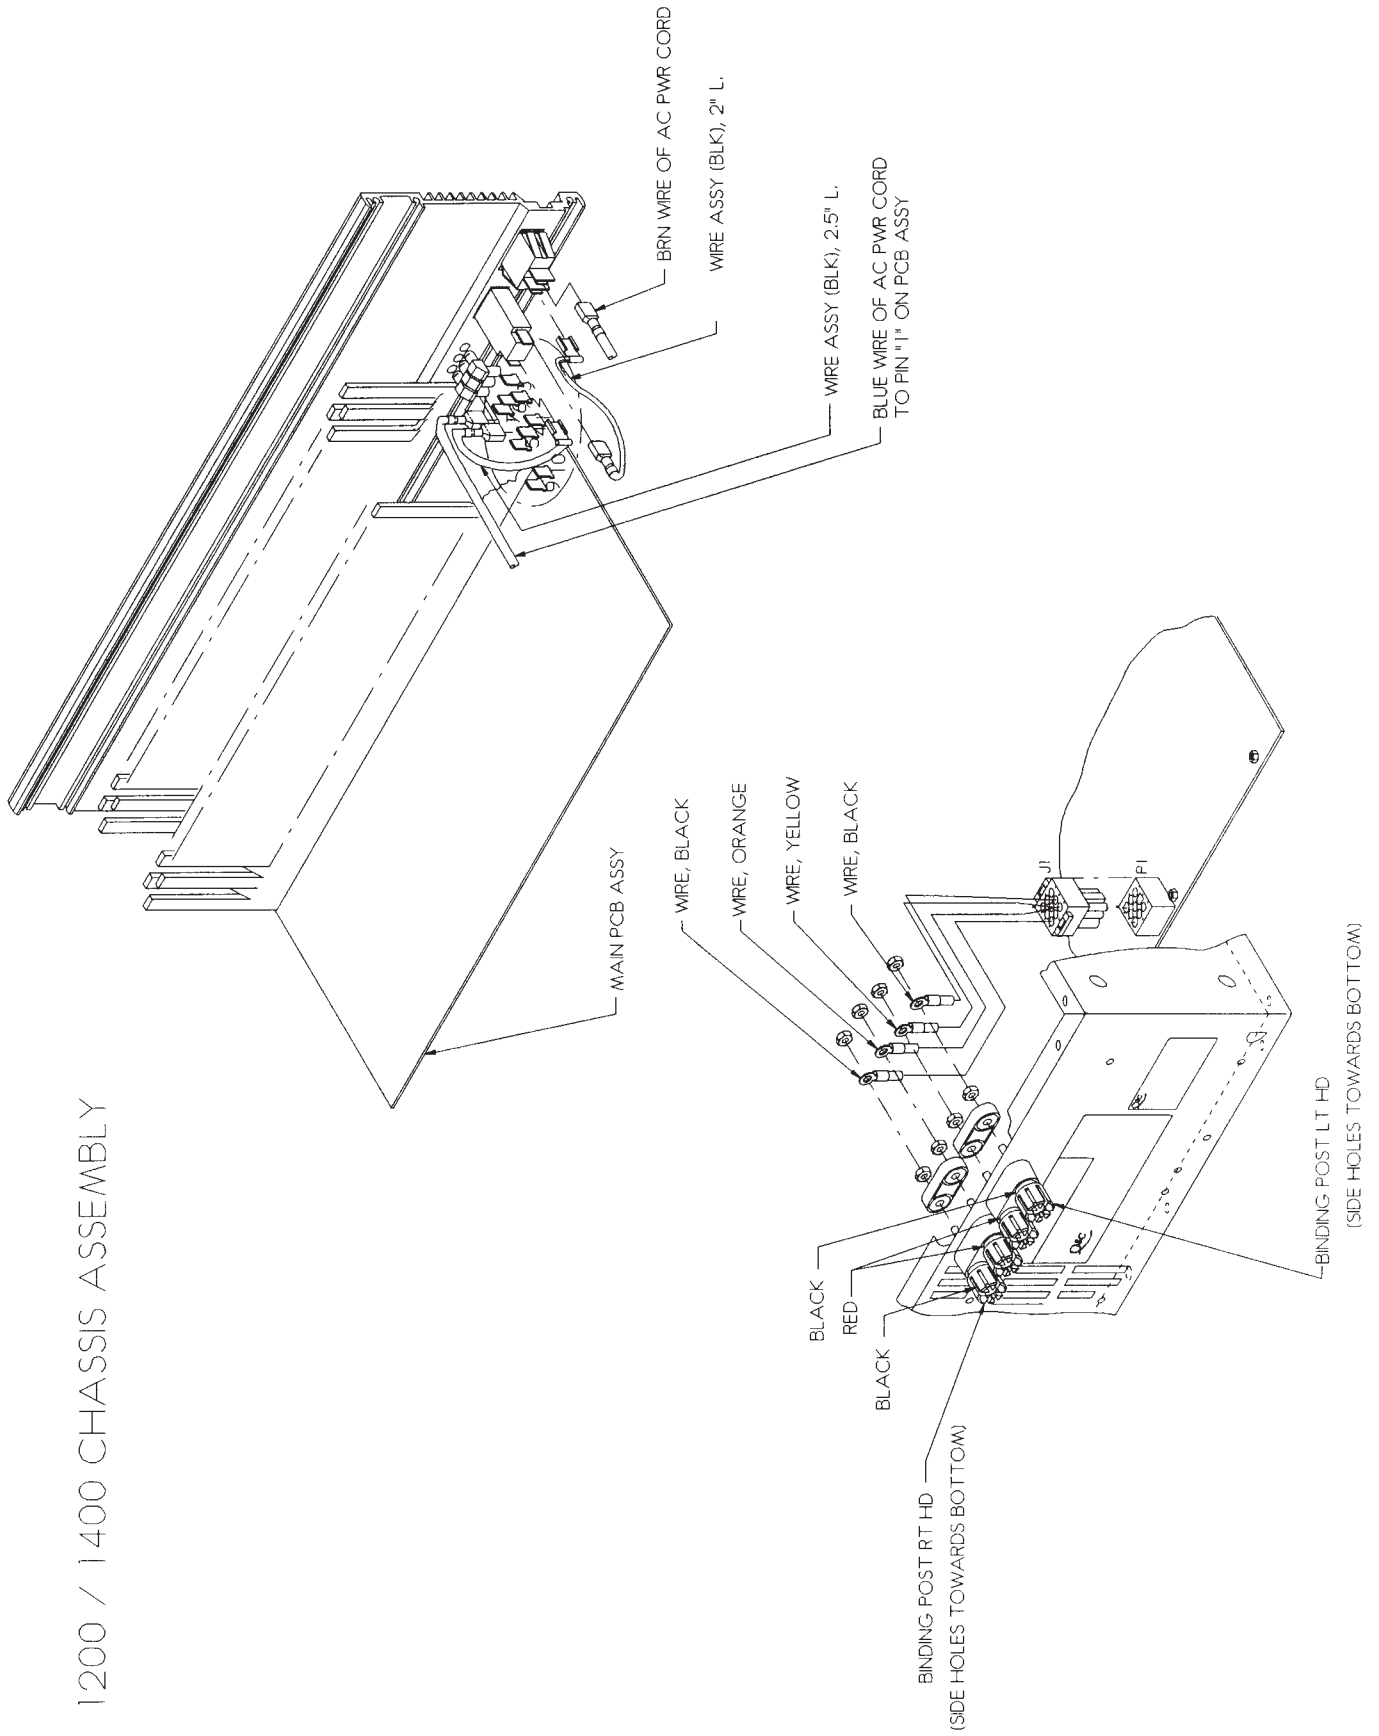 1200 / 1400 CHASSIS ASSEMBLY
BRN WIRE OF AC PWR CORD
WIRE ASSY (BLK), 2" L.
WIRE ASSY (BLK), 2.5" L.
BLUE WIRE OF AC PWR CORD
TO PIN "1" ON PCB ASSY
MAIN PCB ASSY
WIRE, BLACK
WIRE, ORANGE
WIRE, YELLOW
WIRE, BLACK
J1
P1
BLACK
RED
BLACK
BINDING POST RT HD
(SIDE HOLES TOWARDS BOTTOM)
QSC
BINDING POST LT HD
(SIDE HOLES TOWARDS BOTTOM)